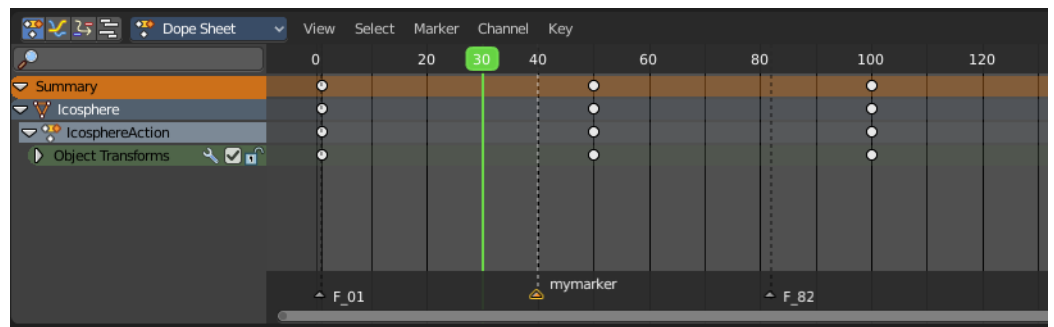 Dope Sheet View Select Marker Channel Key
0 20 30 40 60 80 100 120
Summary
Icosphere
IcosphereAction
Object Transforms
mymarker
F_01 F_82